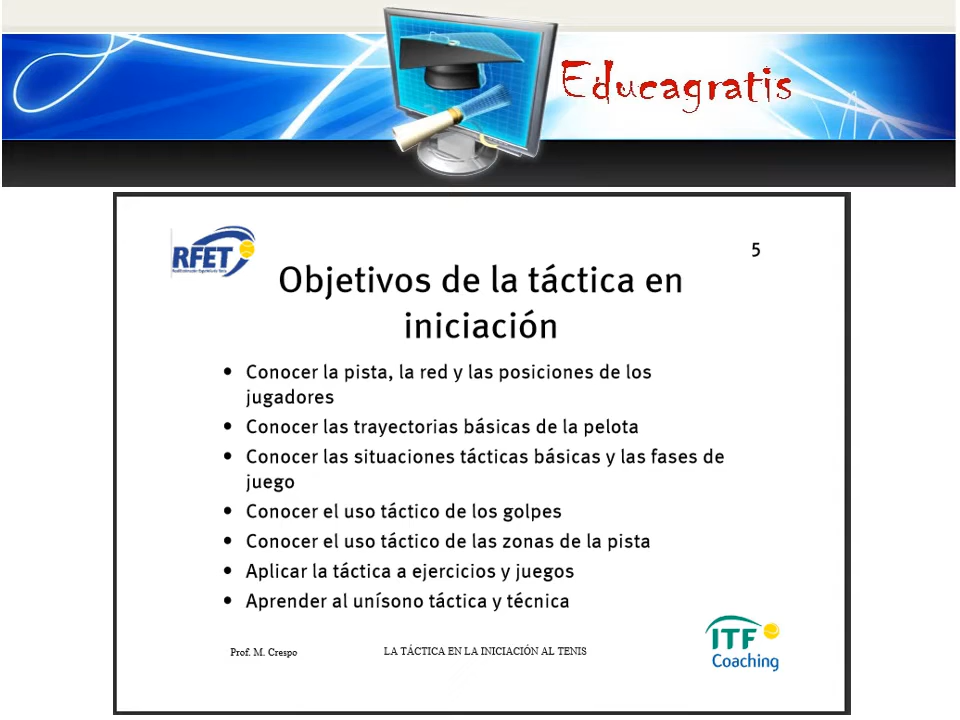 Educagratis
RFET
5
Objetivos de la táctica en
iniciación
• Conocer la pista, la red y las posiciones de los
jugadores
• Conocer las trayectorias básicas de la pelota
• Conocer las situaciones tácticas básicas y las fases de
juego
• Conocer el uso táctico de los golpes
• Conocer el uso táctico de las zonas de la pista
• Aplicar la táctica a ejercicios y juegos
• Aprender al unísono táctica y técnica
Prof. M. Crespo
LA TÁCTICA EN LA INICIACIÓN AL TENIS
ITF
Coaching